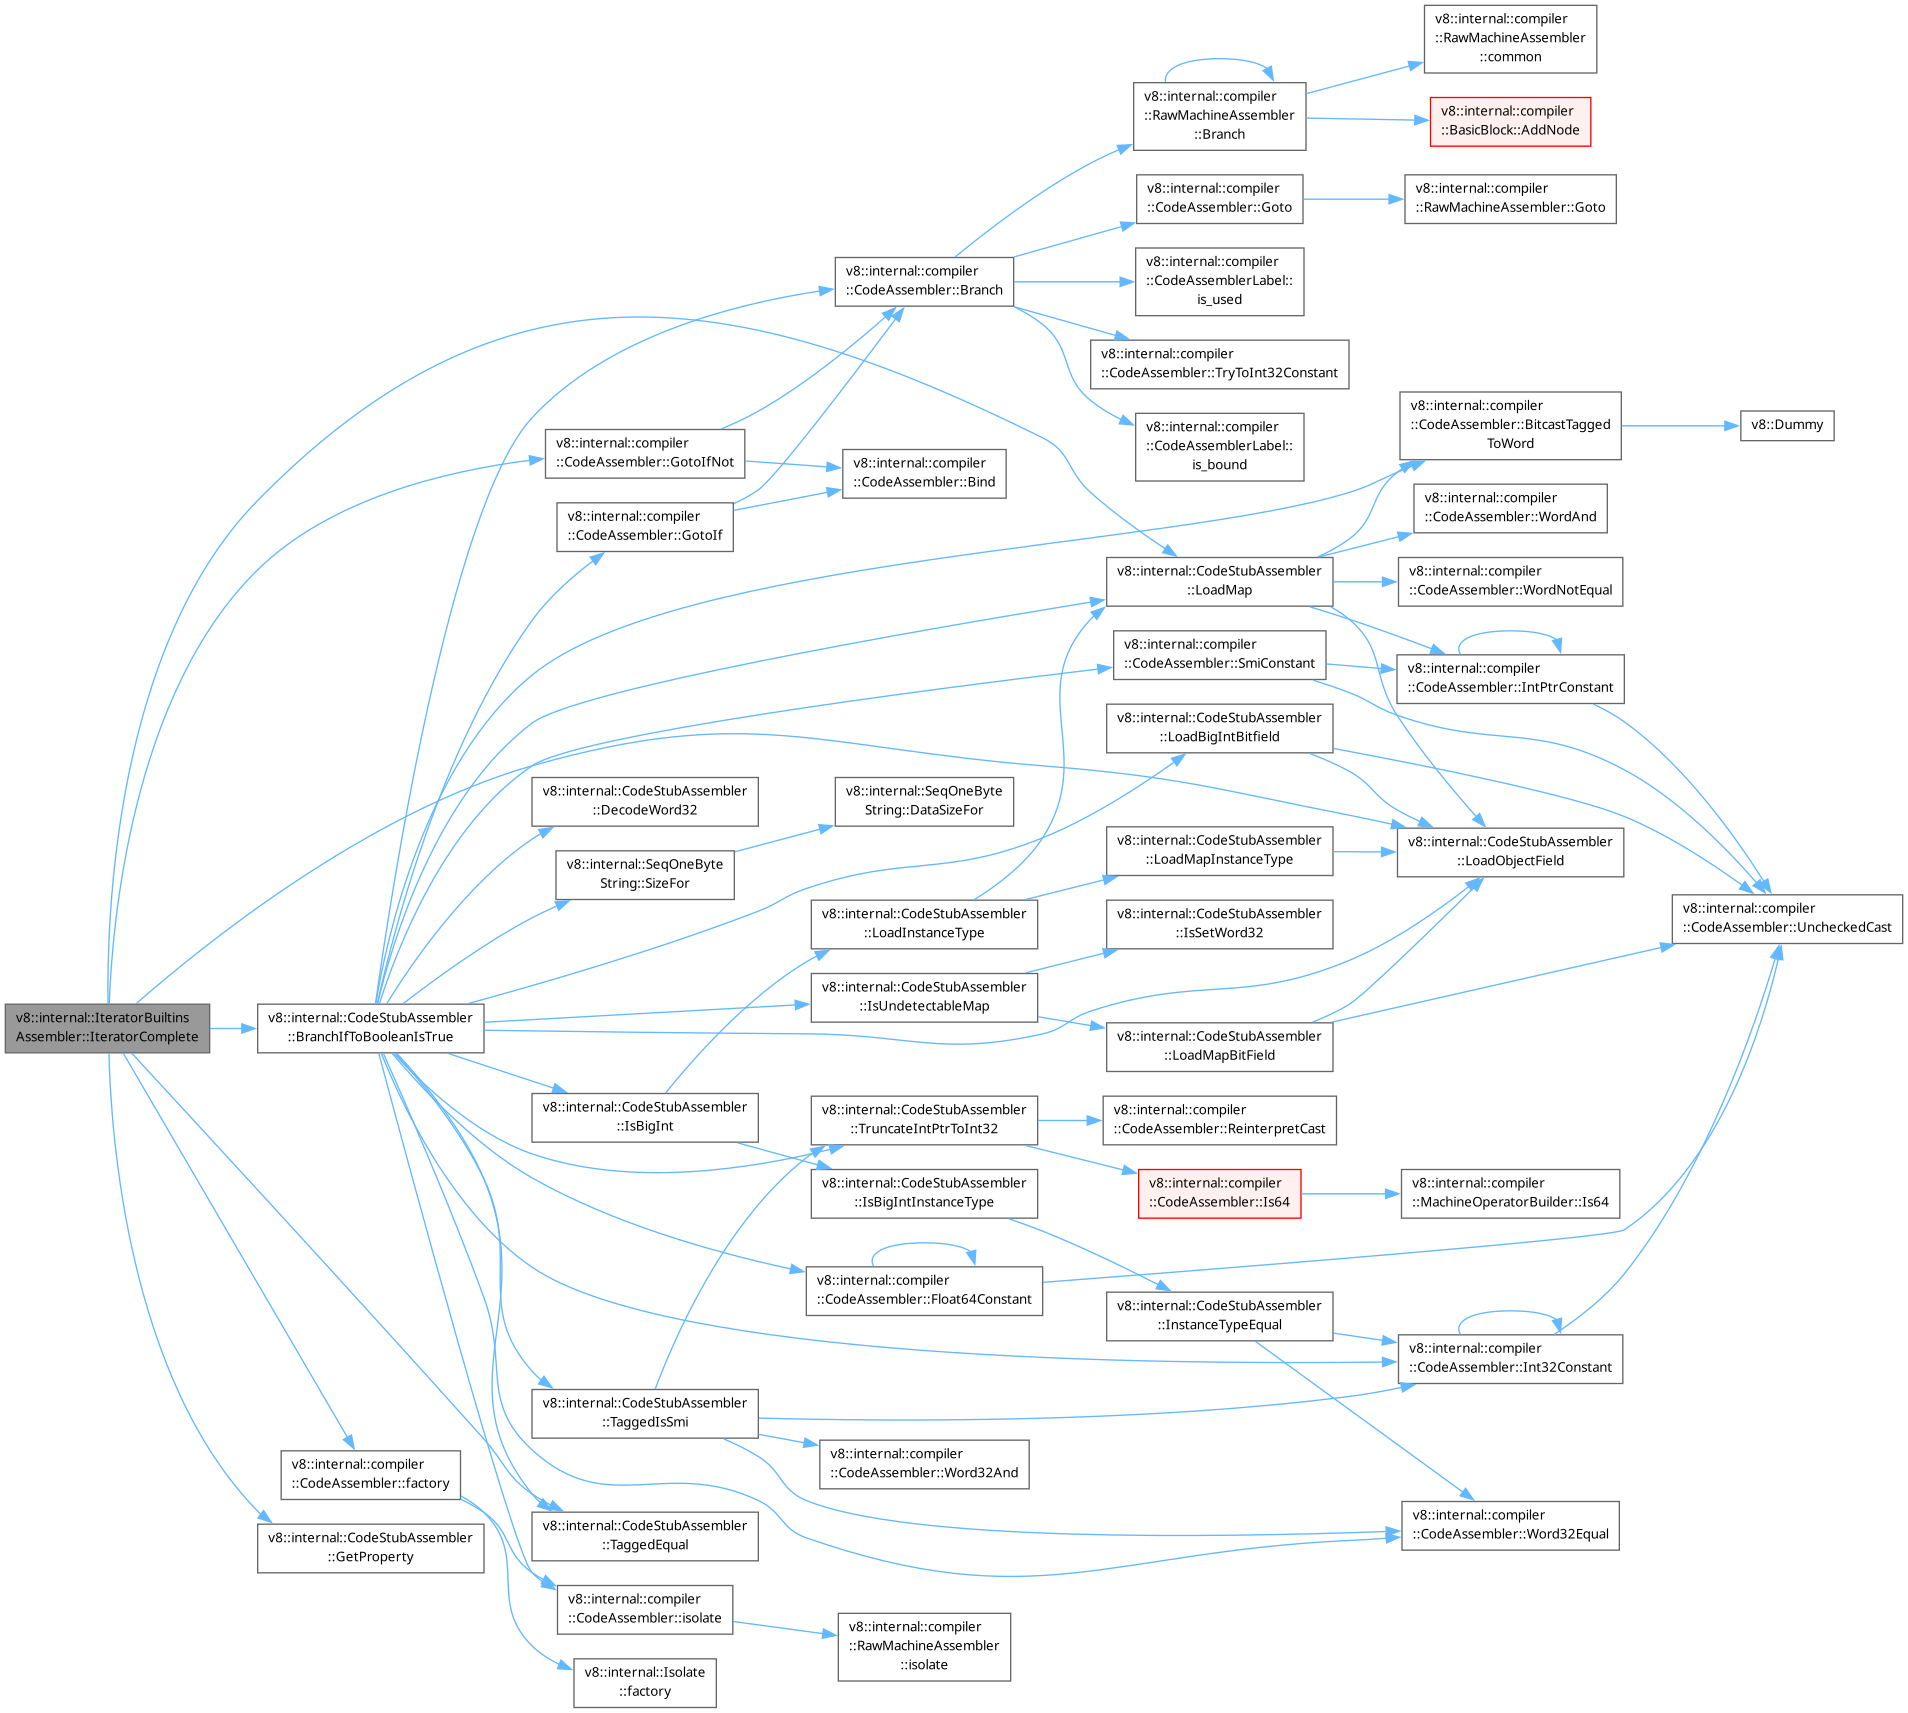 v8::internal::compiler
::RawMachineAssembler
::common
v8::internal::compiler
::RawMachineAssembler
::Branch
v8::internal::compiler
::BasicBlock::AddNode
v8::internal::compiler
::CodeAssembler::Goto
v8::internal::compiler
::RawMachineAssembler::Goto
v8::internal::compiler
::CodeAssembler::Branch
v8::internal::compiler
::CodeAssemblerLabel::
is_used
v8::internal::compiler
::CodeAssembler::TryToInt32Constant
v8::internal::compiler
::CodeAssemblerLabel::
is_bound
v8::internal::compiler
::CodeAssembler::BitcastTagged
ToWord
v8::Dummy
v8::internal::compiler
::CodeAssembler::GotoIfNot
v8::internal::compiler
::CodeAssembler::Bind
v8::internal::compiler
::CodeAssembler::GotoIf
v8::internal::compiler
::CodeAssembler::WordAnd
v8::internal::CodeStubAssembler
::LoadMap
v8::internal::compiler
::CodeAssembler::WordNotEqual
v8::internal::compiler
::CodeAssembler::SmiConstant
v8::internal::compiler
::CodeAssembler::IntPtrConstant
v8::internal::CodeStubAssembler
::LoadBigIntBitfield
v8::internal::CodeStubAssembler
::DecodeWord32
v8::internal::SeqOneByte
String::DataSizeFor
v8::internal::SeqOneByte
String::SizeFor
v8::internal::CodeStubAssembler
::LoadMapInstanceType
v8::internal::CodeStubAssembler
::LoadObjectField
v8::internal::CodeStubAssembler
::LoadInstanceType
v8::internal::CodeStubAssembler
::IsSetWord32
v8::internal::compiler
::CodeAssembler::UncheckedCast
v8::internal::IteratorBuiltins
Assembler::IteratorComplete
v8::internal::CodeStubAssembler
::BranchIfToBooleanIsTrue
v8::internal::CodeStubAssembler
::IsUndetectableMap
v8::internal::CodeStubAssembler
::LoadMapBitField
v8::internal::CodeStubAssembler
::IsBigInt
v8::internal::CodeStubAssembler
::TruncateIntPtrToInt32
v8::internal::compiler
::CodeAssembler::ReinterpretCast
v8::internal::CodeStubAssembler
::IsBigIntInstanceType
v8::internal::compiler
::CodeAssembler::Is64
v8::internal::compiler
::MachineOperatorBuilder::Is64
v8::internal::compiler
::CodeAssembler::Float64Constant
v8::internal::CodeStubAssembler
::InstanceTypeEqual
v8::internal::compiler
::CodeAssembler::Int32Constant
v8::internal::CodeStubAssembler
::TaggedIsSmi
v8::internal::compiler
::CodeAssembler::Word32And
v8::internal::compiler
::CodeAssembler::factory
v8::internal::CodeStubAssembler
::GetProperty
v8::internal::CodeStubAssembler
::TaggedEqual
v8::internal::compiler
::CodeAssembler::Word32Equal
v8::internal::compiler
::CodeAssembler::isolate
v8::internal::compiler
::RawMachineAssembler
::isolate
v8::internal::Isolate
::factory